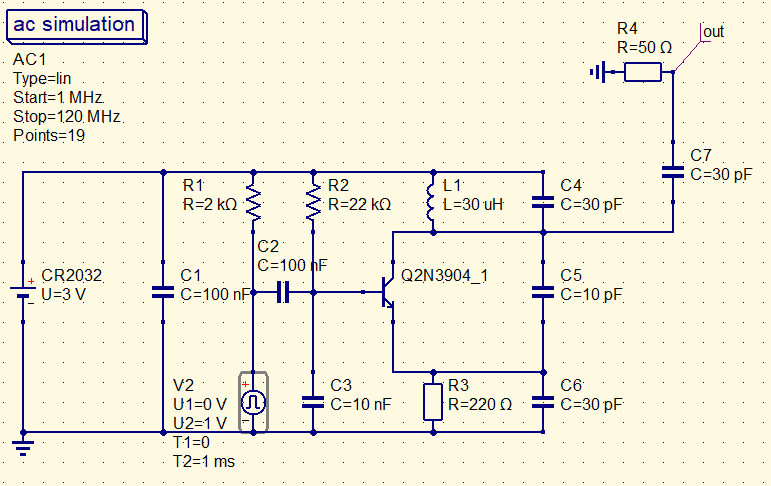 ac simulation
AC1
Type=lin
Start=1 MHz
Stop=120 MHz
Points=19
R4
R=50 Ω
out
C7
C=30 pF
R1
R=2 kΩ
R2
R=22 kΩ
L1
L=30 uH
C4
C=30 pF
C2
C=100 nF
CR2032
U=3 V
C1
C=100 nF
Q2N3904_1
C5
C=10 pF
V2
U1=0 V
U2=1 V
T1=0
T2=1 ms
C3
C=10 nF
R3
R=220 Ω
C6
C=30 pF